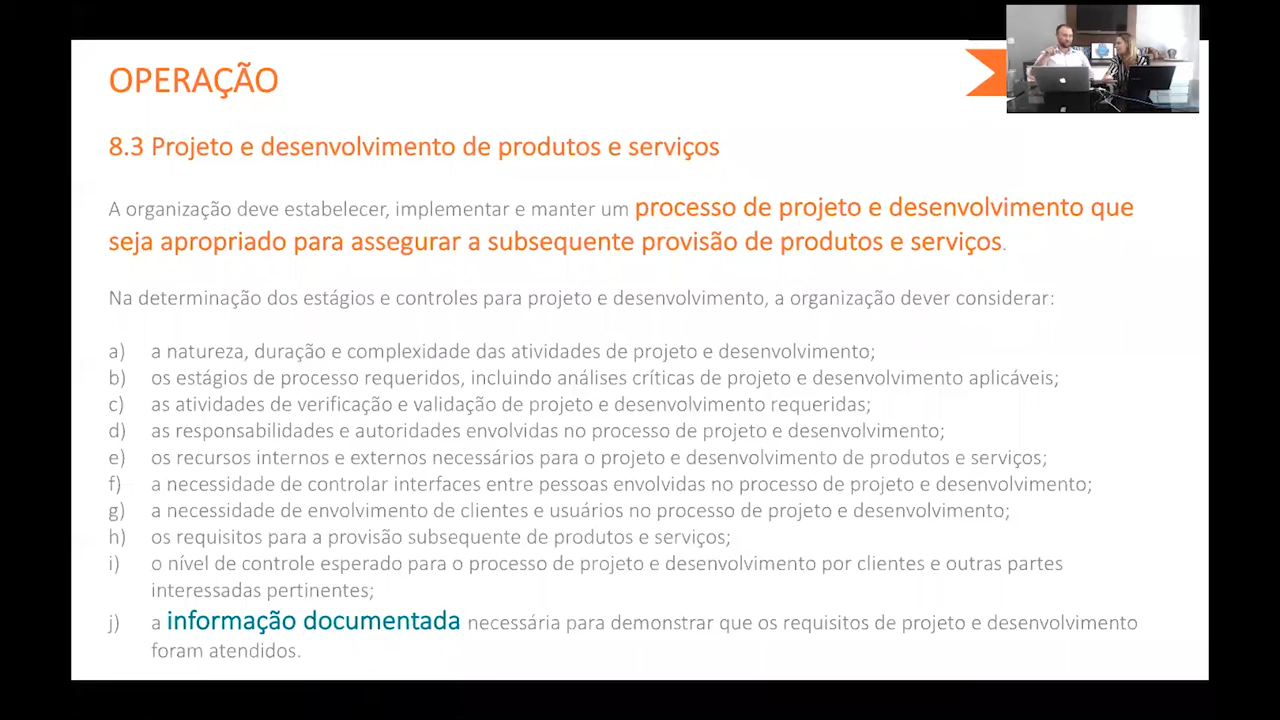 OPERAÇÃO
8.3 Projeto e desenvolvimento de produtos e serviços
A organização deve estabelecer, implementar e manter um processo de projeto e desenvolvimento que
seja apropriado para assegurar a subsequente provisão de produtos e serviços.
Na determinação dos estágios e controles para projeto e desenvolvimento, a organização dever considerar:
a) a natureza, duração e complexidade das atividades de projeto e desenvolvimento;
b) os estágios de processo requeridos, incluindo análises críticas de projeto e desenvolvimento aplicáveis;
c) as atividades de verificação e validação de projeto e desenvolvimento requeridas;
d) as responsabilidades e autoridades envolvidas no processo de projeto e desenvolvimento;
e) os recursos internos e externos necessários para o projeto e desenvolvimento de produtos e serviços;
f) a necessidade de controlar interfaces entre pessoas envolvidas no processo de projeto e desenvolvimento;
g) a necessidade de envolvimento de clientes e usuários no processo de projeto e desenvolvimento;
h) os requisitos para a provisão subsequente de produtos e serviços;
i) o nível de controle esperado para o processo de projeto e desenvolvimento por clientes e outras partes
interessadas pertinentes;
j) a informação documentada necessária para demonstrar que os requisitos de projeto e desenvolvimento
foram atendidos.